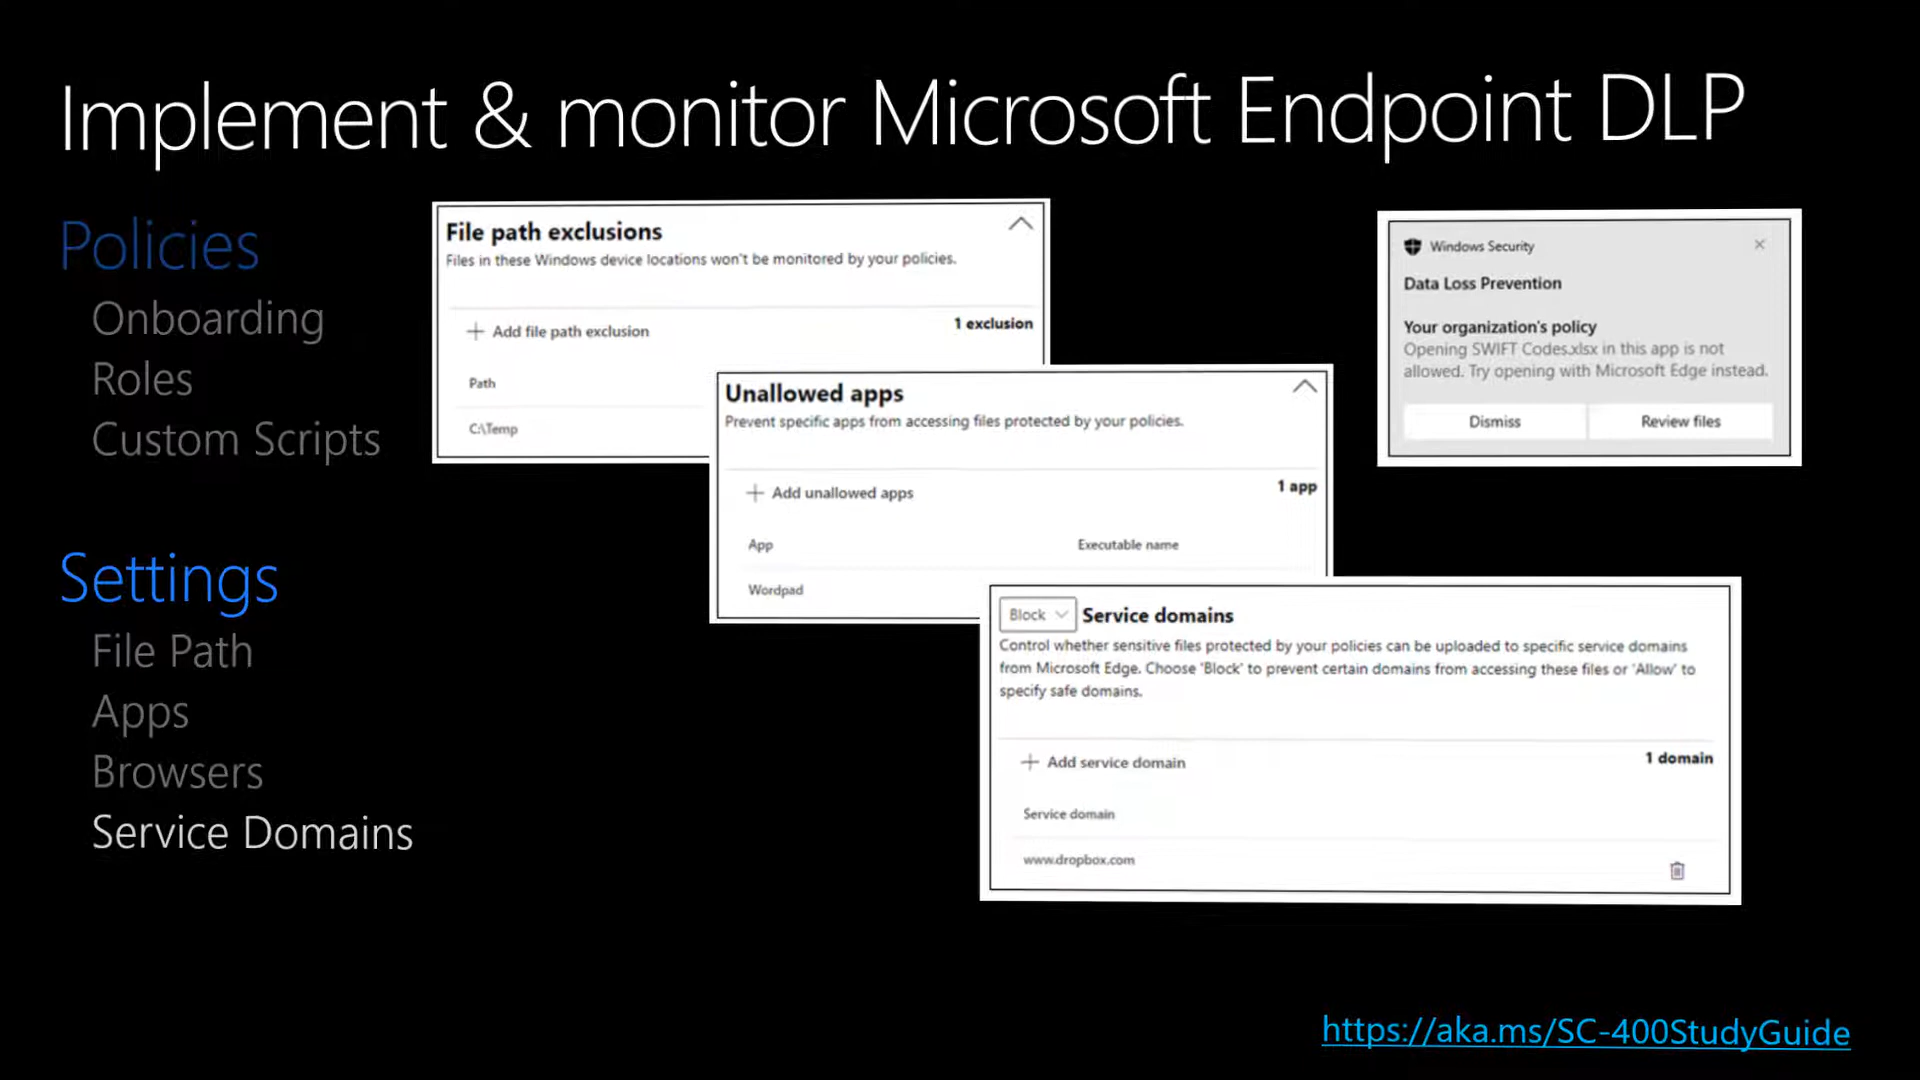 Implement & monitor Microsoft Endpoint DLP
Policies
Onboarding
Roles
Custom Scripts
Settings
File Path
Apps
Browsers
Service Domains
File path exclusions
Files in these Windows device locations won't be monitored by your policies.
Add file path exclusion
1 exclusion
Path
C:\Temp
Unallowed apps
Prevent specific apps from accessing files protected by your policies.
Add unallowed apps
1 app
App
Executable name
Wordpad
Block
Service domains
Control whether sensitive files protected by your policies can be uploaded to specific service domains
from Microsoft Edge. Choose 'Block' to prevent certain domains from accessing these files or 'Allow' to
specify safe domains.
Add service domain
1 domain
Service domain
www.dropbox.com
Windows Security
Data Loss Prevention
Your organization's policy
Opening SWIFT Codes.xlsx in this app is not
allowed. Try opening with Microsoft Edge instead.
Dismiss
Review files
https://aka.ms/SC-400StudyGuide